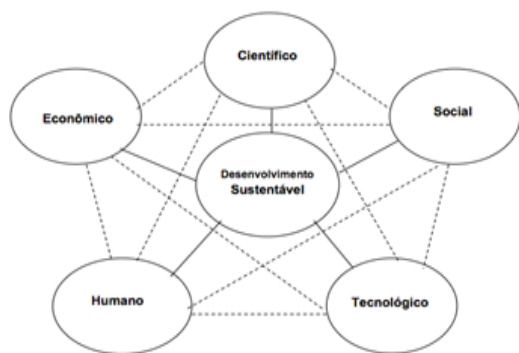 Científico
Econômico
Social
Desenvolvimento
Sustentável
Humano
Tecnológico